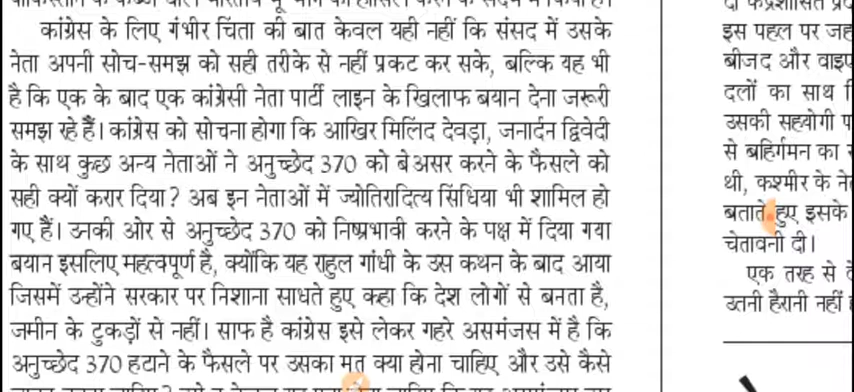 कांग्रेस के लिए गंभीर चिंता की बात केवल यही नहीं कि संसद में उसके
नेता अपनी सोच-समझ को सही तरीके से नहीं प्रकट कर सके, बल्कि यह भी
है कि एक के बाद एक कांग्रेसी नेता पार्टी लाइन के खिलाफ बयान देना जरूरी
समझ रहे हैं। कांग्रेस को सोचना होगा कि आखिर मिलिंद देवड़ा, जनार्दन द्विवेदी
के साथ कुछ अन्य नेताओं ने अनुच्छेद 370 को बेअसर करने के फैसले को
सही क्यों करार दिया? अब इन नेताओं में ज्योतिरादित्य सिंधिया भी शामिल हो
गए हैं। उनकी ओर से अनुच्छेद 370 को निष्प्रभावी करने के पक्ष में दिया गया
बयान इसलिए महत्वपूर्ण है, क्योंकि यह राहुल गांधी के उस कथन के बाद आया
जिसमें उन्होंने सरकार पर निशाना साधते हुए कहा कि देश लोगों से बनता है,
जमीन के टुकड़ों से नहीं। साफ है कांग्रेस इसे लेकर गहरे असमंजस में है कि
अनुच्छेद 370 हटाने के फैसले पर उसका मत क्या होना चाहिए और उसे कैसे
इस पहल पर जह
बीजद और वाइए
दलों का साथ
उसकी सहयोगी प
से बहिर्गमन का
थी, कश्मीर के ने
बताते हुए इसके
चेतावनी दी।
एक तरह से
उतनी हैरानी नहीं